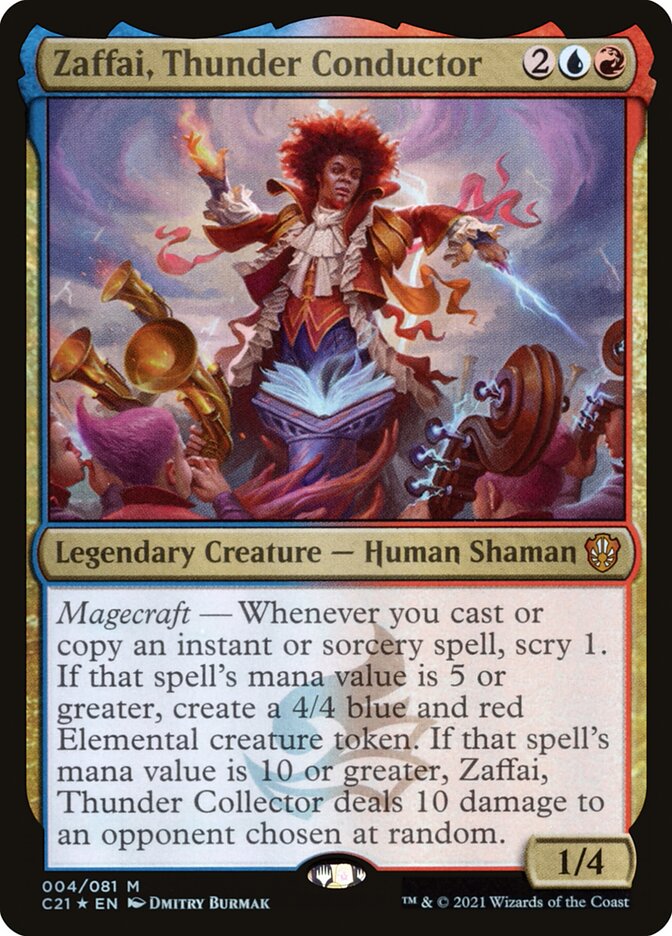 Zaffai, Thunder Conductor 2
Legendary Creature — Human Shaman
Magecraft — Whenever you cast or
copy an instant or sorcery spell, scry 1.
If that spell's mana value is 5 or
greater, create a 4/4 blue and red
Elemental creature token. If that spell's
mana value is 10 or greater, Zaffai,
Thunder Collector deals 10 damage to
an opponent chosen at random.
1/4
004/081 M
C21 ★ EN Dmitry Burmak
™ & © 2021 Wizards of the Coast